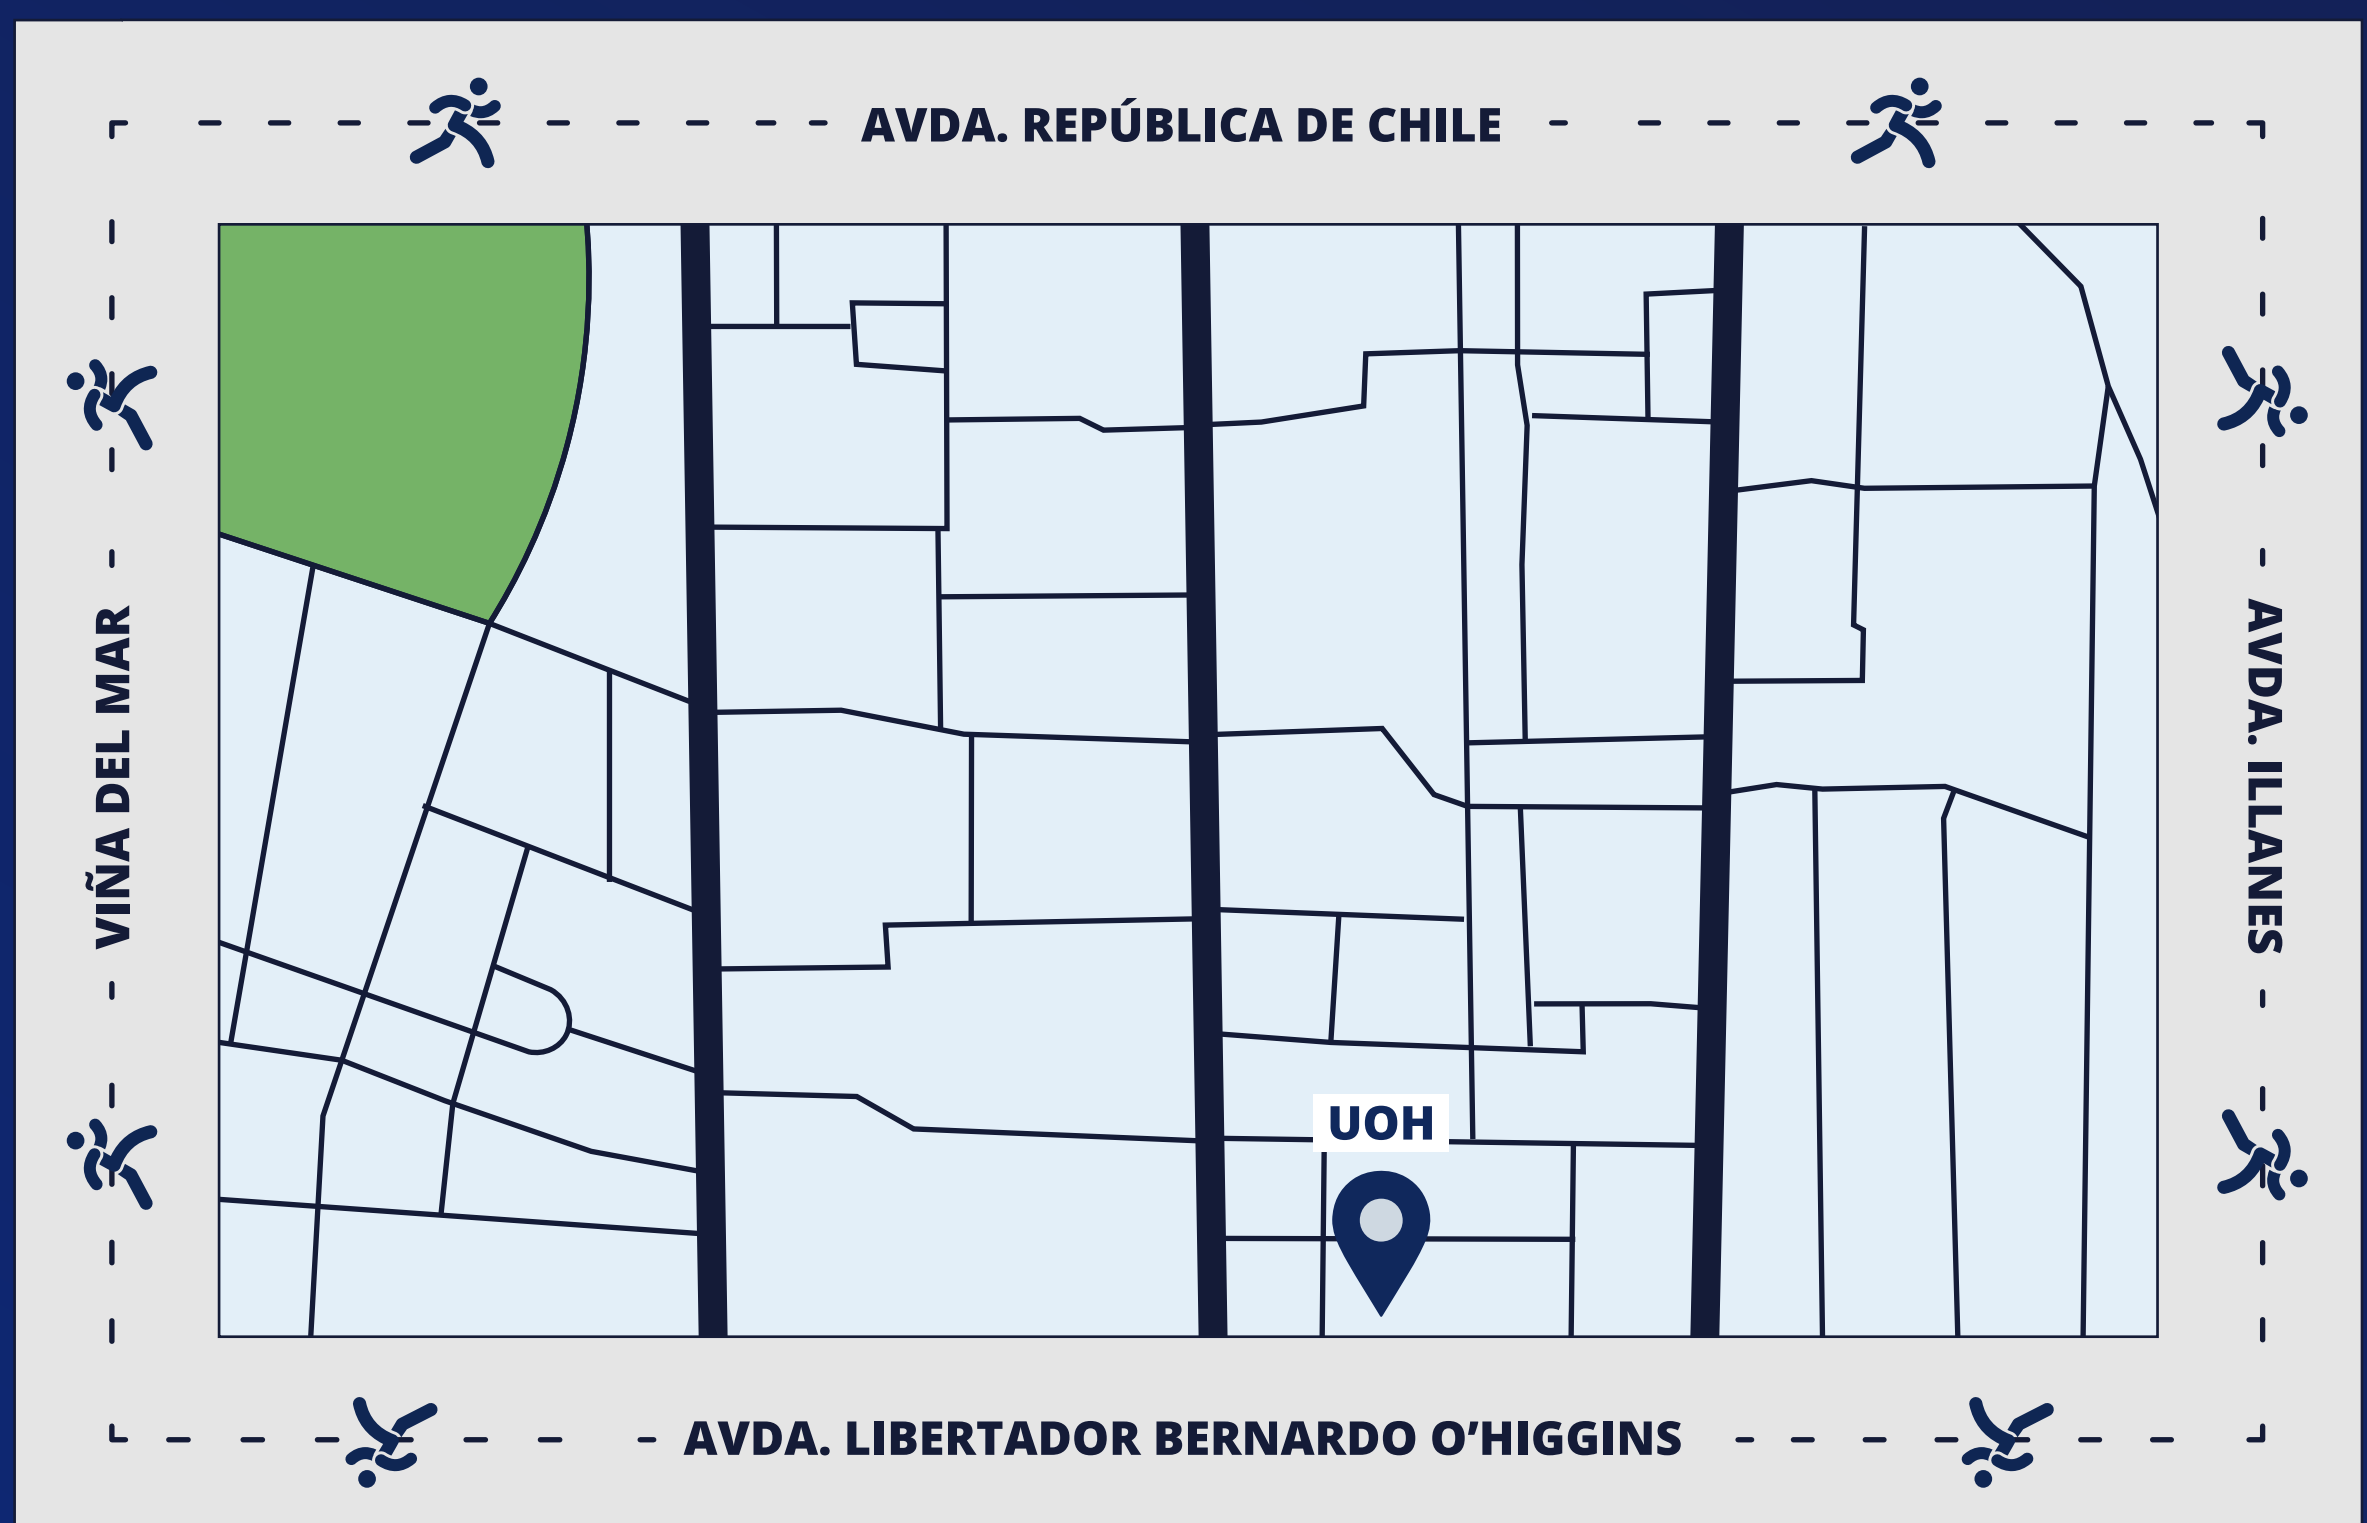 AVDA. REPÚBLICA DE CHILE
VIÑA DEL MAR
AVDA. ILLANES
UOH
AVDA. LIBERTADOR BERNARDO O’HIGGINS